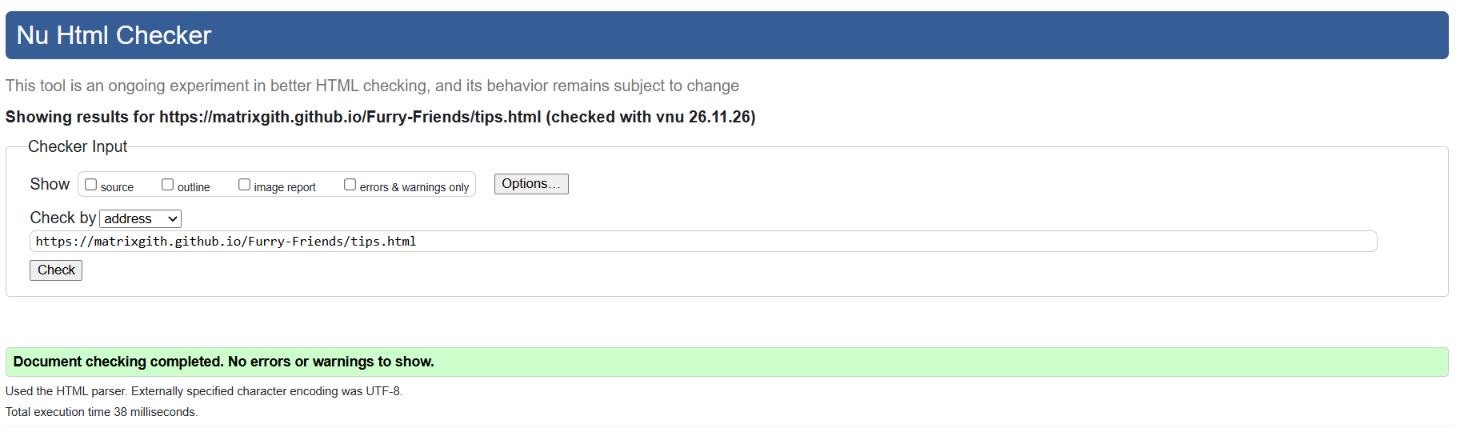 Nu Html Checker
This tool is an ongoing experiment in better HTML checking, and its behavior remains subject to change
Showing results for https://matrixgith.github.io/Furry-Friends/tips.html (checked with vnu 26.11.26)
Checker Input
Show source outline image report errors & warnings only Options…
Check by address
https://matrixgith.github.io/Furry-Friends/tips.html
Check
Document checking completed. No errors or warnings to show.
Used the HTML parser. Externally specified character encoding was UTF-8.
Total execution time 38 milliseconds.